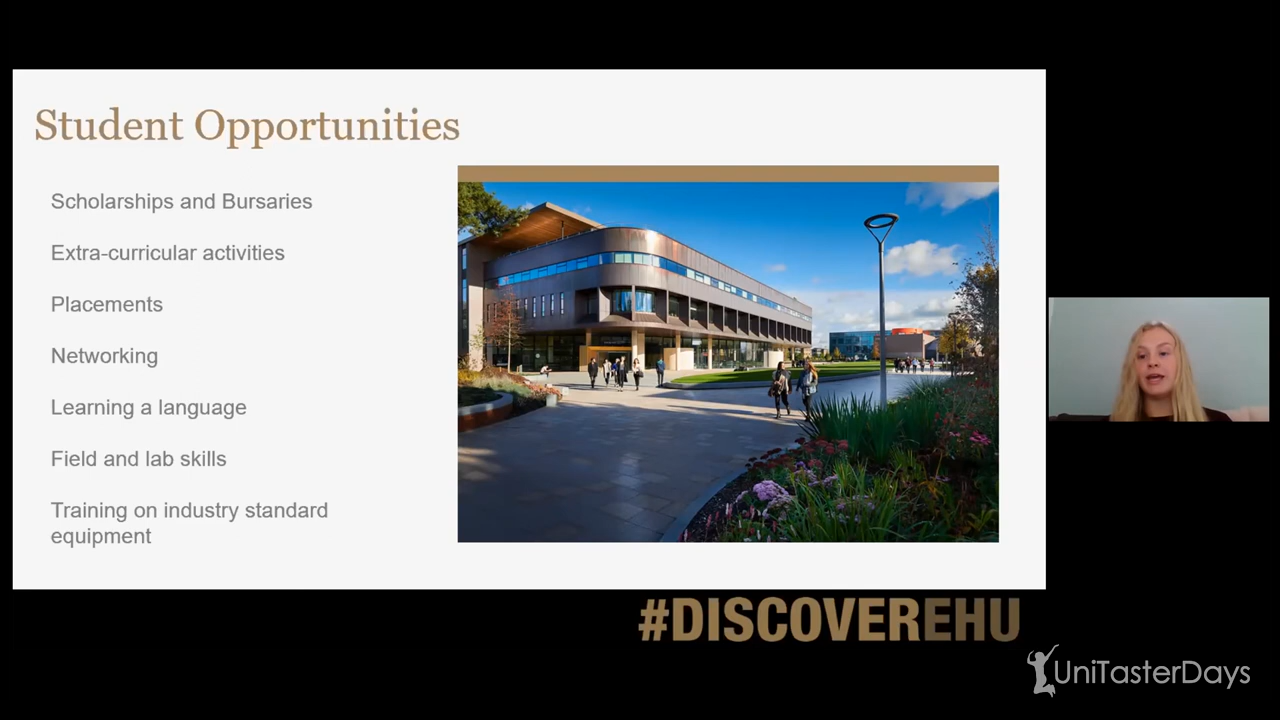 Student Opportunities
Scholarships and Bursaries
Extra-curricular activities
Placements
Networking
Learning a language
Field and lab skills
Training on industry standard
equipment
#DISCOVEREHU
UniTasterDays